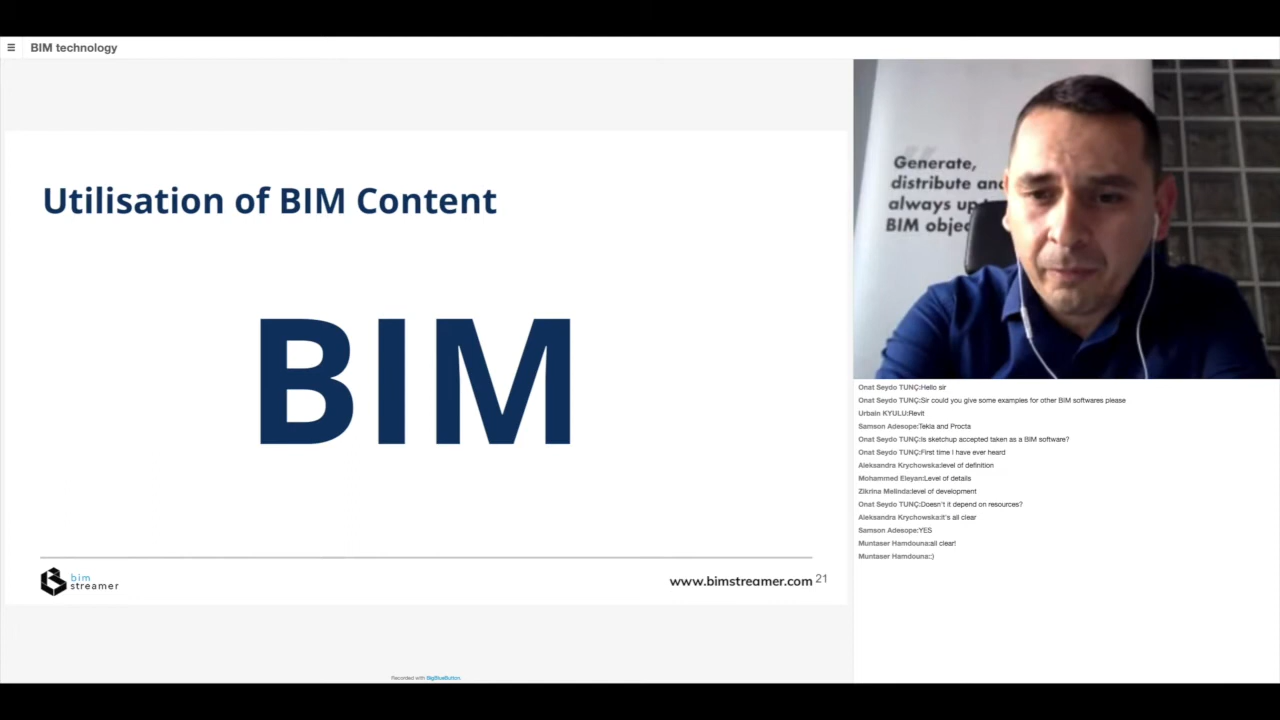 ☰ BIM technology
Utilisation of BIM Content
BIM
bim
streamer
www.bimstreamer.com 21
Recorded with BigBlueButton.
Generate,
distribute and
always up
BIM objec
Onat Seydo TUNÇ:Hello sir
Onat Seydo TUNÇ:Sir could you give some examples for other BIM softwares please
Urbain KYULU:Revit
Samson Adesope:Tekla and Procta
Onat Seydo TUNÇ:Is sketchup accepted taken as a BIM software?
Onat Seydo TUNÇ:First time I have ever heard
Aleksandra Krychowska:level of definition
Mohammed Eleyan:Level of details
Zikrina Melinda:level of development
Onat Seydo TUNÇ:Doesn't it depend on resources?
Aleksandra Krychowska:it's all clear
Samson Adesope:YES
Muntaser Hamdouna:all clear!
Muntaser Hamdouna::)